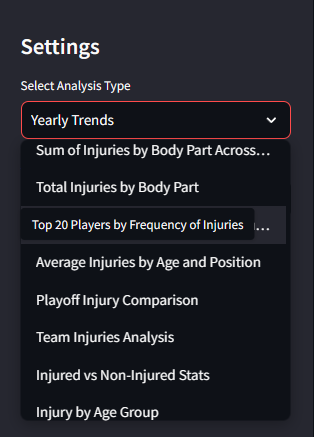 Settings
Select Analysis Type
Yearly Trends
Sum of Injuries by Body Part Across...
Total Injuries by Body Part
Top 20 Players by Frequency of Injuries ...
Average Injuries by Age and Position
Playoff Injury Comparison
Team Injuries Analysis
Injured vs Non-Injured Stats
Injury by Age Group